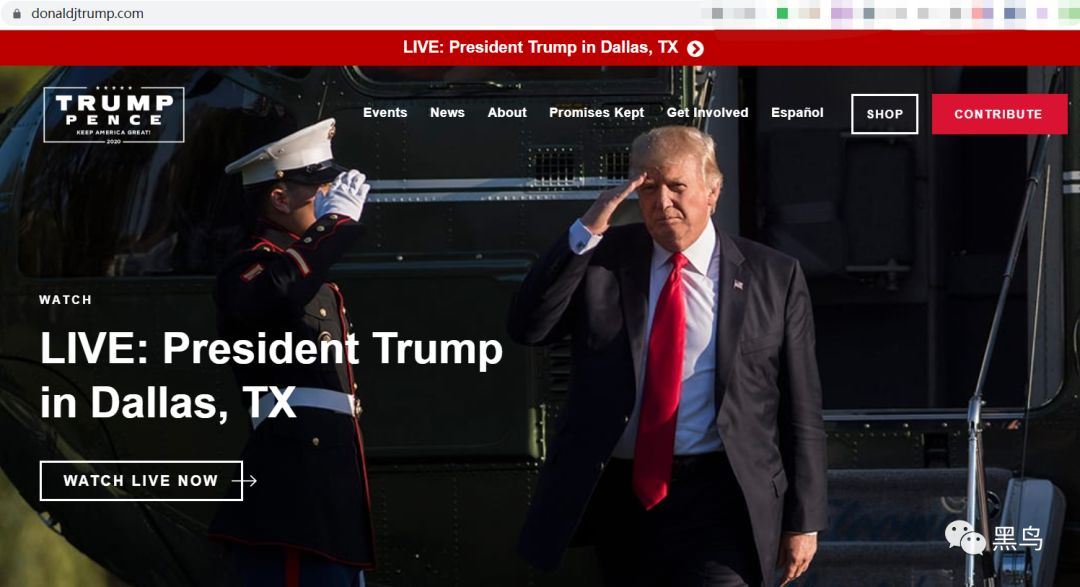 donaldjtrump.com
LIVE: President Trump in Dallas, TX
TRUMP
PENCE
KEEP AMERICA GREAT!
2020
Events News About Promises Kept Get Involved Español SHOP CONTRIBUTE
WATCH
LIVE: President Trump
in Dallas, TX
WATCH LIVE NOW
黑鸟